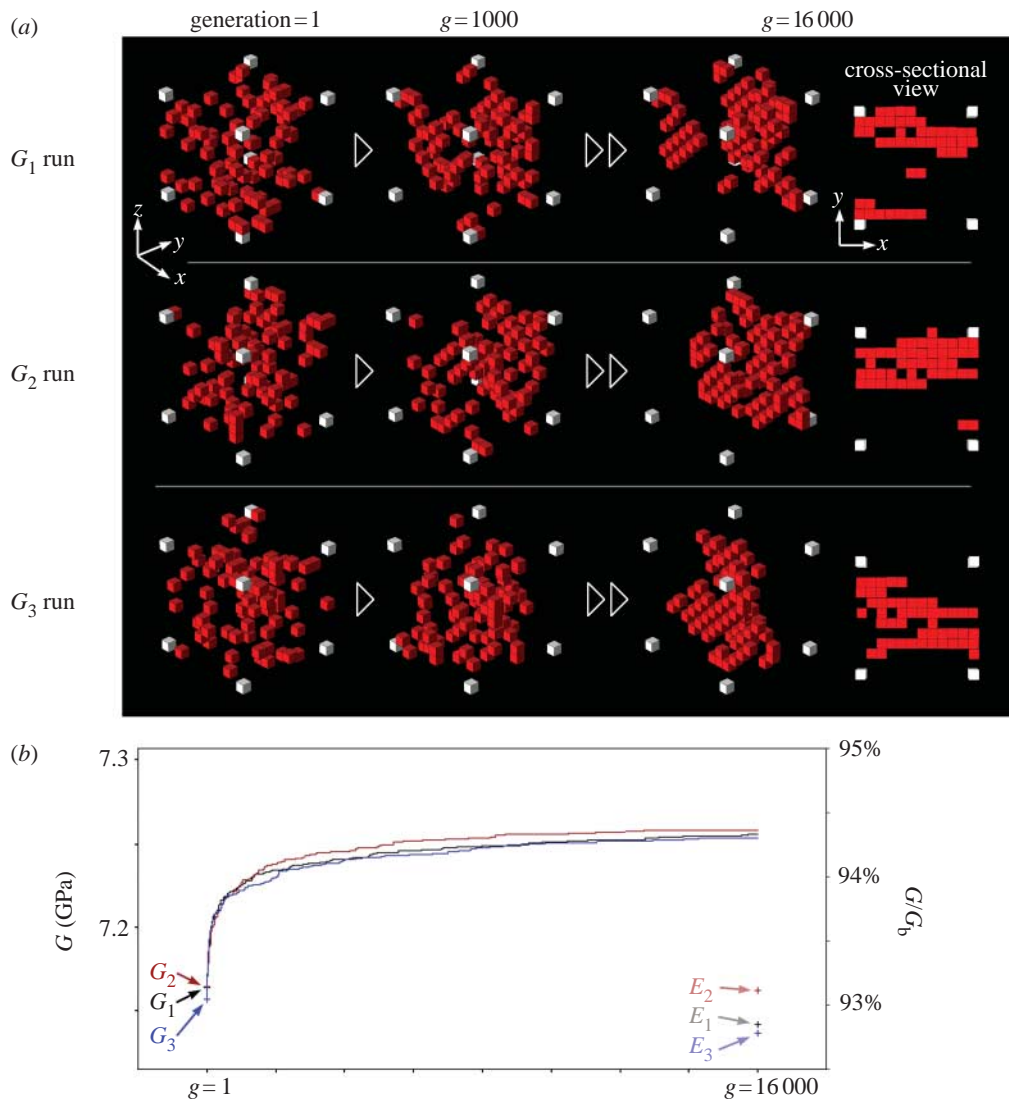 (a)
generation = 1
g = 1000
g = 16 000
cross-sectional
view
G1 run
z
y
x
y
x
G2 run
G3 run
(b)
7.3
7.2
G (GPa)
95%
94%
93%
G/Gb
G2
G1
G3
E2
E1
E3
g = 1
g = 16 000